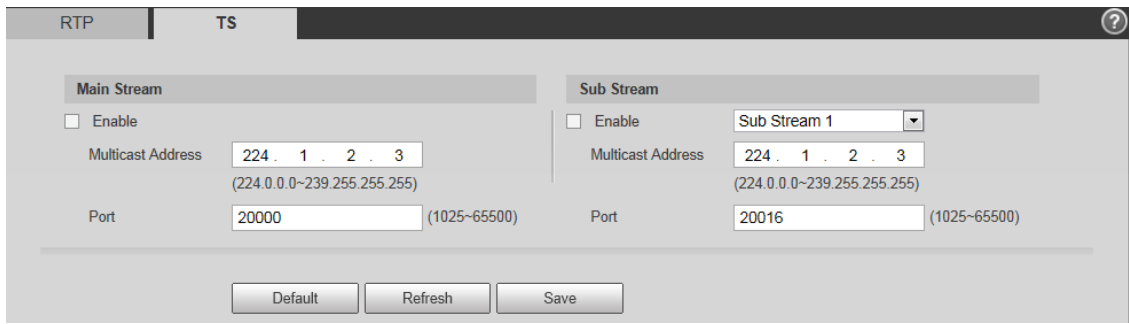 RTP TS ?
Main Stream Sub Stream
Enable Enable Sub Stream 1
Multicast Address 224 . 1 . 2 . 3 Multicast Address 224 . 1 . 2 . 3
(224.0.0.0~239.255.255.255) (224.0.0.0~239.255.255.255)
Port 20000 (1025~65500) Port 20016 (1025~65500)
Default Refresh Save